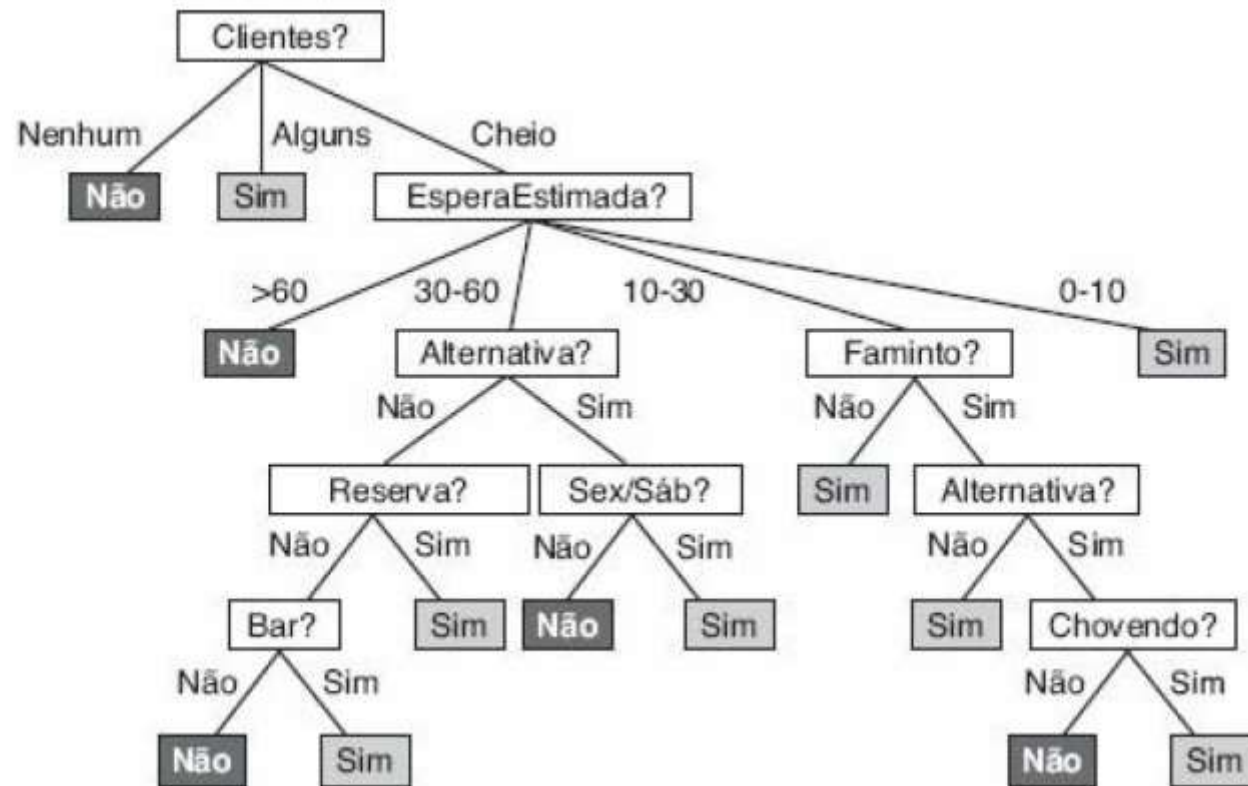 Clientes?
Nenhum Alguns Cheio
Não Sim EsperaEstimada?
>60 30-60 10-30 0-10
Não Alternativa? Faminto? Sim
Não Sim Não Sim
Reserva? Sex/Sáb? Sim Alternativa?
Não Sim Não Sim Não Sim
Bar? Sim Não Sim Sim Chovendo?
Não Sim Não Sim
Não Sim Não Sim